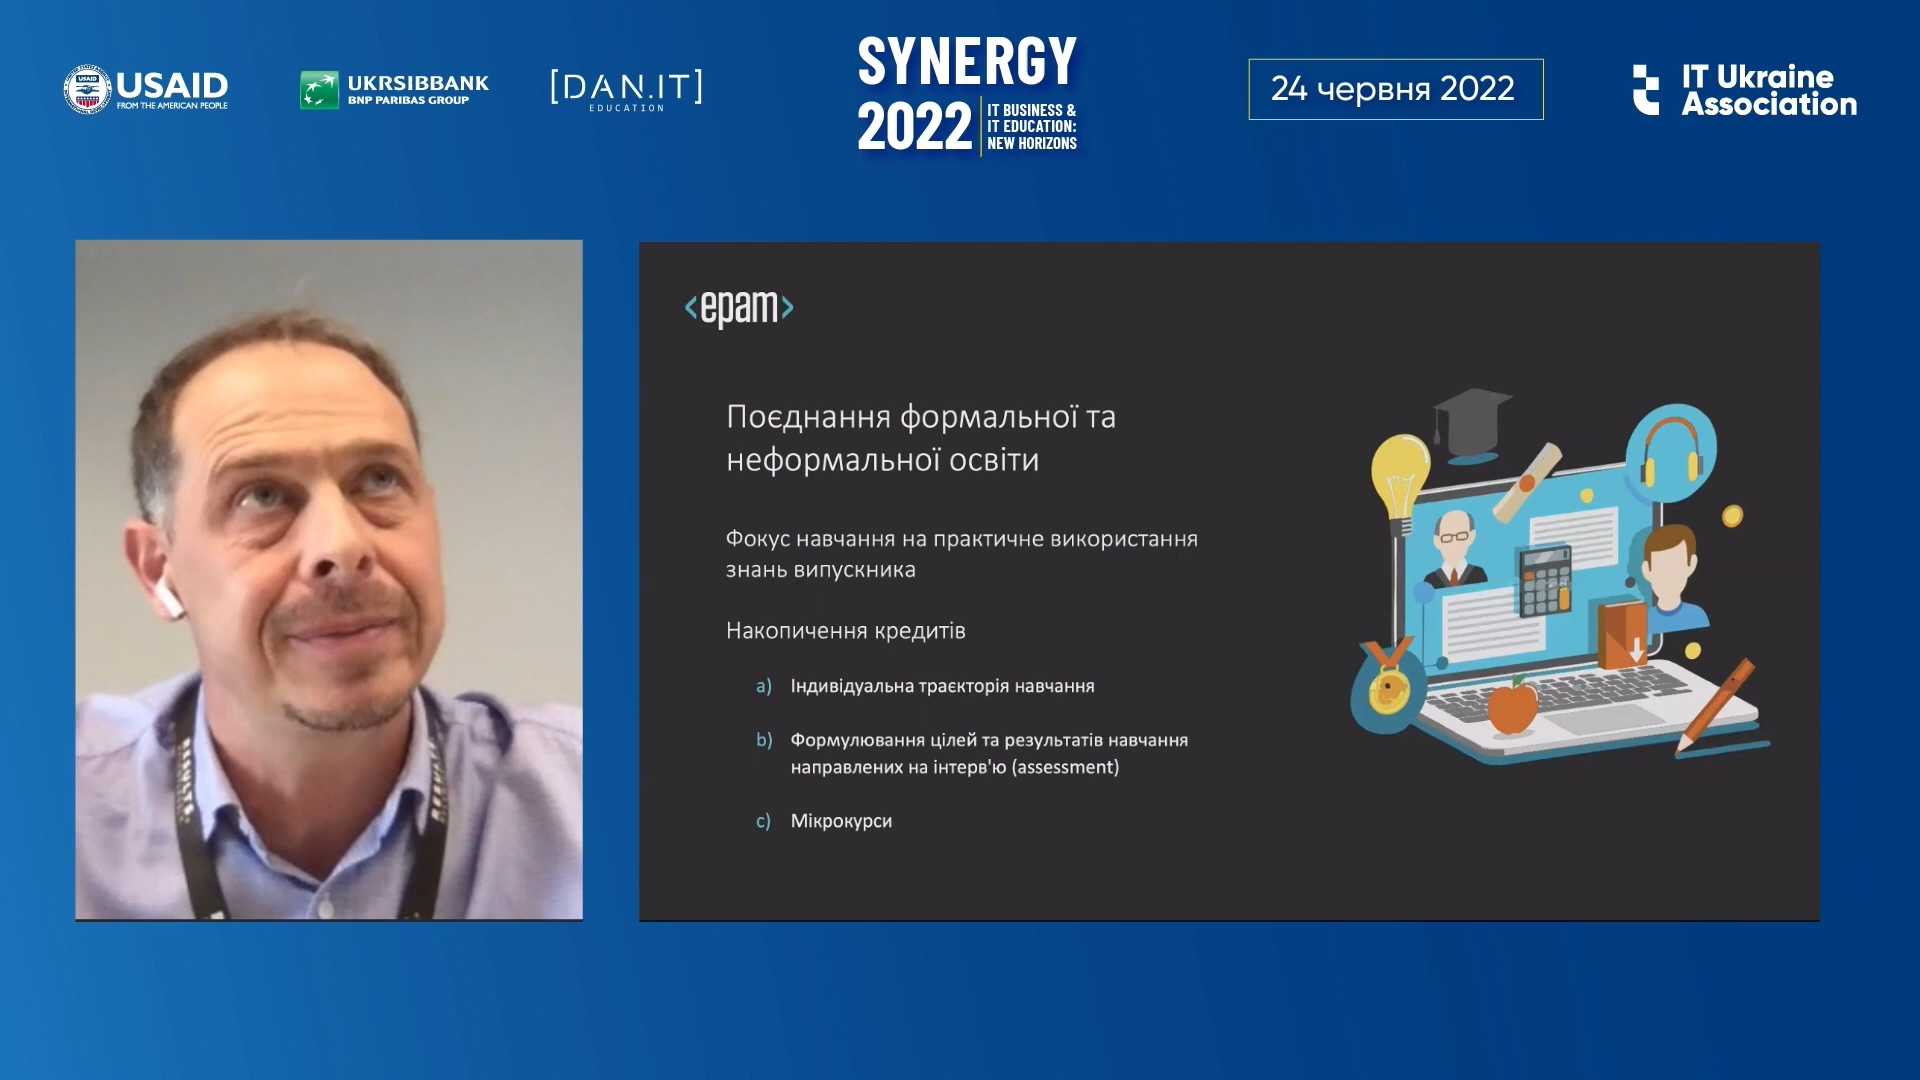 USAID
FROM THE AMERICAN PEOPLE
UKRSIBBANK
BNP PARIBAS GROUP
[DAN.IT]
EDUCATION
SYNERGY
2022
IT BUSINESS &
IT EDUCATION:
NEW HORIZONS
24 червня 2022
IT Ukraine
Association
<epam>
Поєднання формальної та
неформальної освіти
Фокус навчання на практичне використання
знань випускника
Накопичення кредитів
a) Індивідуальна траєкторія навчання
b) Формулювання цілей та результатів навчання
направлених на інтерв'ю (assessment)
c) Мікрокурси